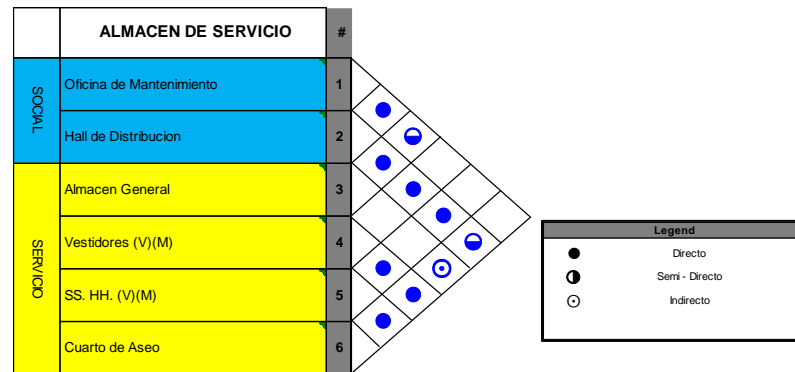 ALMACEN DE SERVICIO #
SOCIAL
Oficina de Mantenimiento 1
Hall de Distribucion 2
SERVICIO
Almacen General 3
Vestidores (V)(M) 4
SS. HH. (V)(M) 5
Cuarto de Aseo 6
Legend
Directo
Semi - Directo
Indirecto